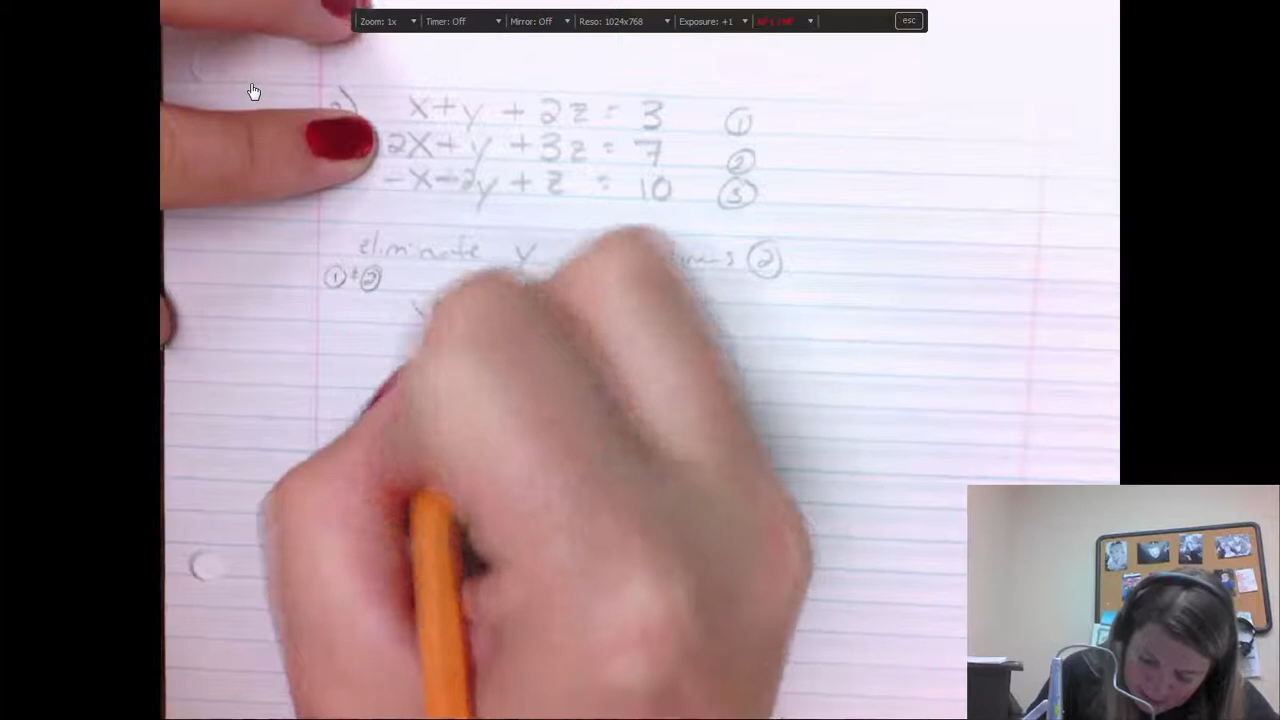 Zoom: 1x Timer: Off Mirror: Off Reso: 1024x768 Exposure: +1 esc
x+y + 2z = 3 ①
2x+y + 3z = 7 ②
-x-2y + z = 10 ③
eliminate y ②
① + ②